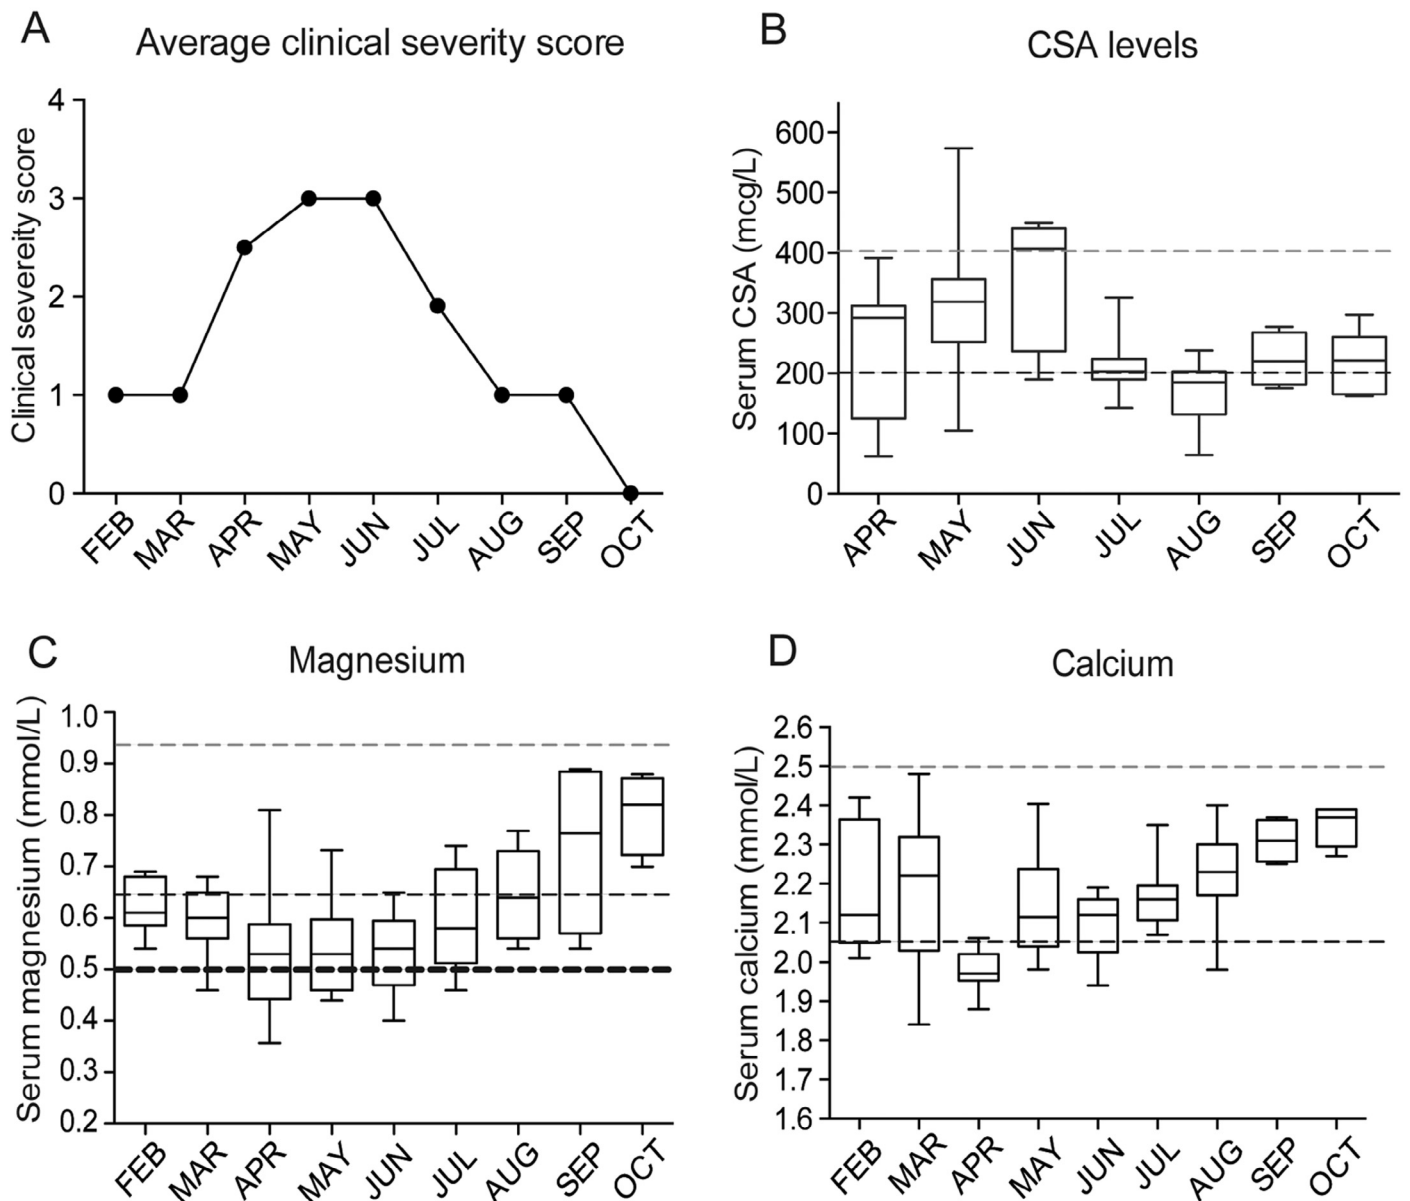 A
Average clinical severity score
Clinical severeity score
4
3
2
1
0
FEB MAR APR MAY JUN JUL AUG SEP OCT
B
CSA levels
Serum CSA (mcg/L)
600
500
400
300
200
100
0
APR MAY JUN JUL AUG SEP OCT
C
Magnesium
Serum magnesium (mmol/L)
1.0
0.9
0.8
0.7
0.6
0.5
0.4
0.3
0.2
FEB MAR APR MAY JUN JUL AUG SEP OCT
D
Calcium
Serum calcium (mmol/L)
2.6
2.5
2.4
2.3
2.2
2.1
2.0
1.9
1.8
1.7
1.6
FEB MAR APR MAY JUN JUL AUG SEP OCT